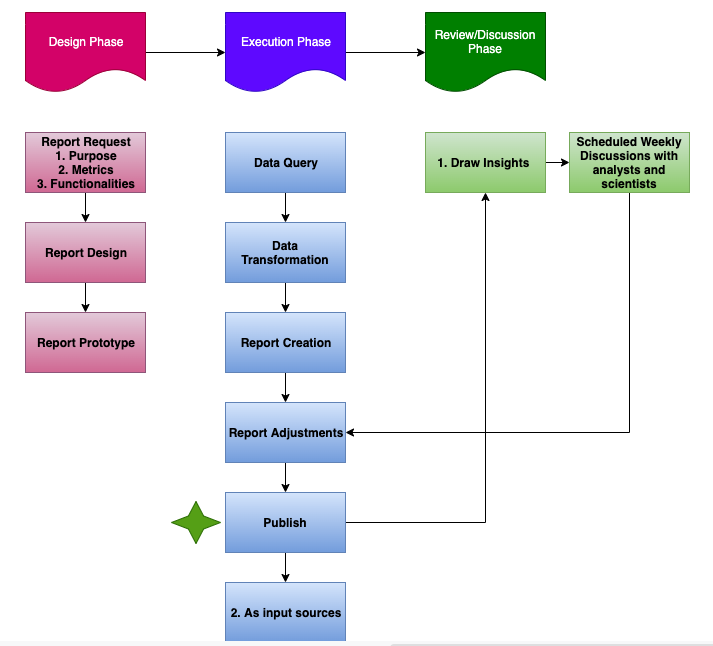 Design Phase
Execution Phase
Review/Discussion
Phase
Report Request
1. Purpose
2. Metrics
3. Functionalities
Data Query
1. Draw Insights
Scheduled Weekly
Discussions with
analysts and
scientists
Report Design
Data
Transformation
Report Prototype
Report Creation
Report Adjustments
Publish
2. As input sources